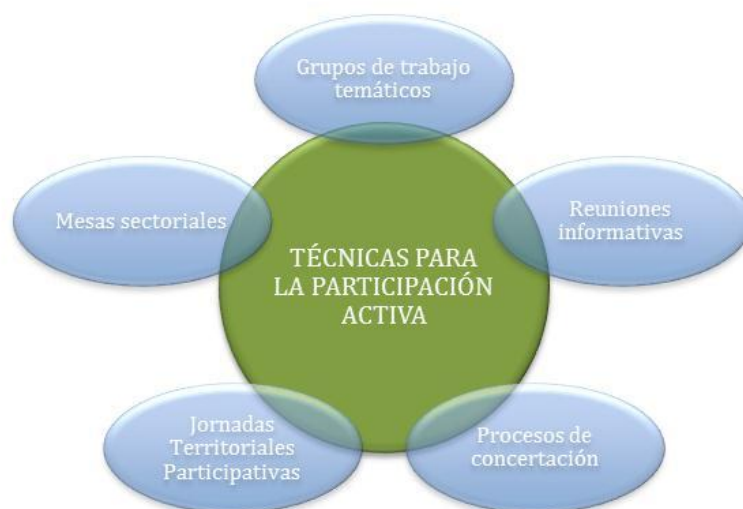 Grupos de trabajo
temáticos
Mesas sectoriales
Reuniones
informativas
TÉCNICAS PARA
LA PARTICIPACIÓN
ACTIVA
Jornadas
Territoriales
Participativas
Procesos de
concertación